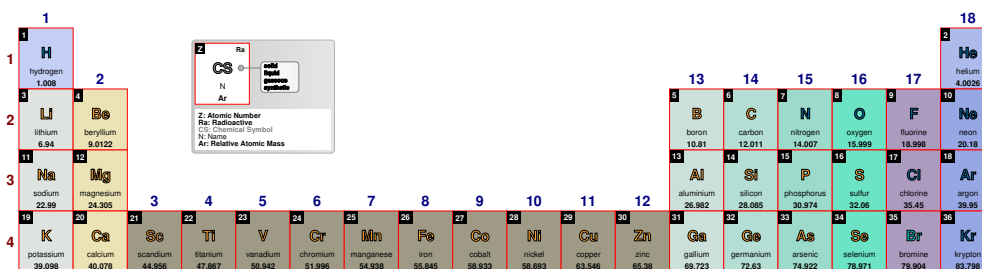 1 18
1 2
1 H He
hydrogen helium
1.008 4.0026
Z Ra
CS
N
Ar
solid
liquid
gaseous
synthetic
Z: Atomic Number
Ra: Radioactive
CS: Chemical Symbol
N: Name
Ar: Relative Atomic Mass
2 13 14 15 16 17
3 4 5 6 7 8 9 10
2 Li Be B C N O F Ne
lithium beryllium boron carbon nitrogen oxygen fluorine neon
6.94 9.0122 10.81 12.011 14.007 15.999 18.998 20.18
11 12 13 14 15 16 17 18
3 Na Mg Al Si P S Cl Ar
sodium magnesium aluminium silicon phosphorus sulfur chlorine argon
22.99 24.305 26.982 28.085 30.974 32.06 35.45 39.95
3 4 5 6 7 8 9 10 11 12
19 20 21 22 23 24 25 26 27 28 29 30 31 32 33 34 35 36
4 K Ca Sc Ti V Cr Mn Fe Co Ni Cu Zn Ga Ge As Se Br Kr
potassium calcium scandium titanium vanadium chromium manganese iron cobalt nickel copper zinc gallium germanium arsenic selenium bromine krypton
39.098 40.078 44.956 47.867 50.942 51.996 54.938 55.845 58.933 58.693 63.546 65.38 69.723 72.63 74.922 78.971 79.904 83.798